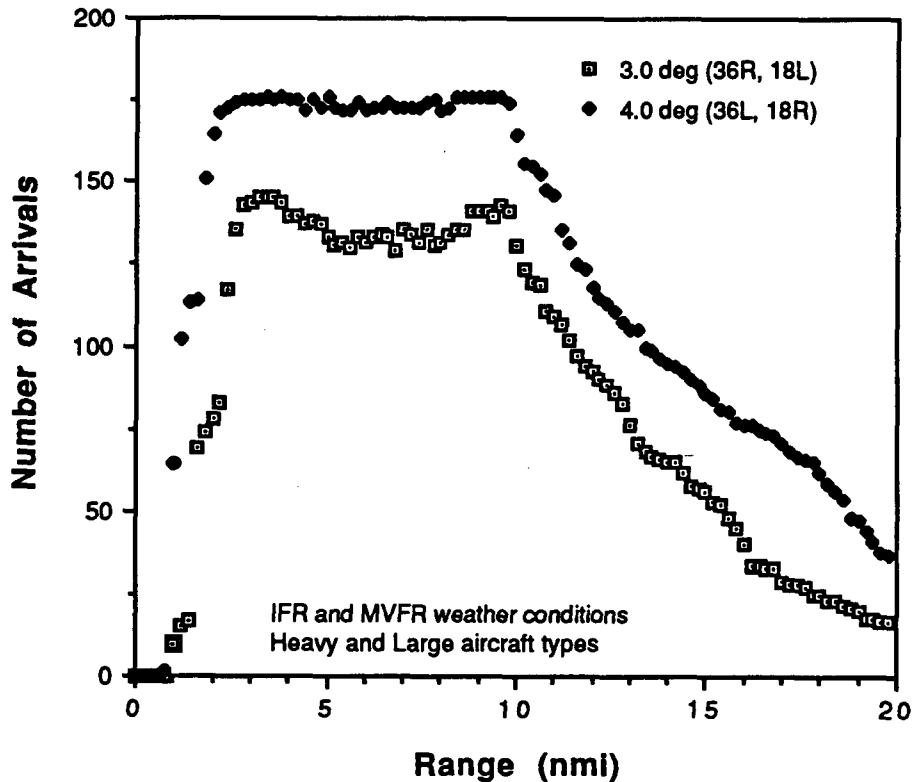 200
3.0 deg (36R, 18L)
4.0 deg (36L, 18R)
150
Number of Arrivals
100
50
IFR and MVFR weather conditions
Heavy and Large aircraft types
0
0 5 10 15 20
Range (nmi)